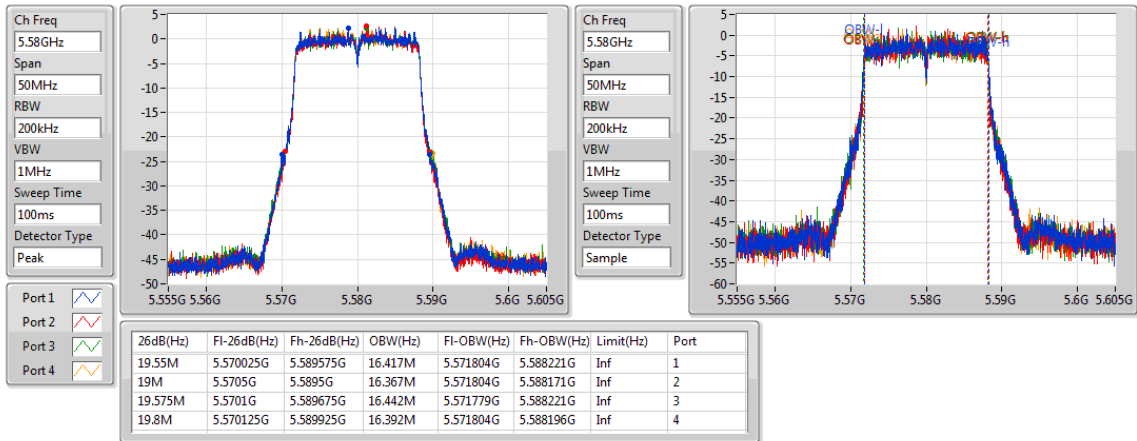 Ch Freq
5.58GHz
Span
50MHz
RBW
200kHz
VBW
1MHz
Sweep Time
100ms
Detector Type
Peak
5
0
-5
-10
-15
-20
-25
-30
-35
-40
-45
-50
5.555G 5.56G 5.57G 5.58G 5.59G 5.6G 5.605G
Ch Freq
5.58GHz
Span
50MHz
RBW
200kHz
VBW
1MHz
Sweep Time
100ms
Detector Type
Sample
5
0
-5
-10
-15
-20
-25
-30
-35
-40
-45
-50
-55
-60
OBW-l
OBW-h
5.555G 5.56G 5.57G 5.58G 5.59G 5.6G 5.605G
Port 1
Port 2
Port 3
Port 4
26dB(Hz) Fl-26dB(Hz) Fh-26dB(Hz) OBW(Hz) Fl-OBW(Hz) Fh-OBW(Hz) Limit(Hz) Port
19.55M 5.570025G 5.589575G 16.417M 5.571804G 5.588221G Inf 1
19M 5.5705G 5.5895G 16.367M 5.571804G 5.588171G Inf 2
19.575M 5.5701G 5.589675G 16.442M 5.571779G 5.588221G Inf 3
19.8M 5.570125G 5.589925G 16.392M 5.571804G 5.588196G Inf 4